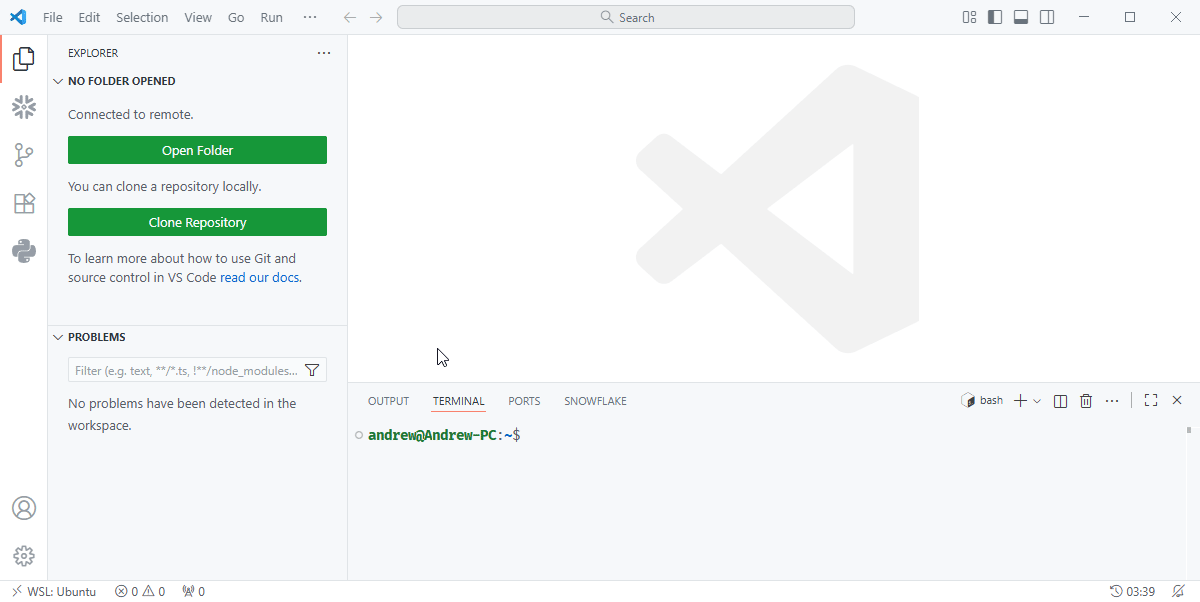 File Edit Selection View Go Run ··· Search
EXPLORER ···
NO FOLDER OPENED
Connected to remote.
Open Folder
You can clone a repository locally.
Clone Repository
To learn more about how to use Git and
source control in VS Code read our docs.
PROBLEMS
Filter (e.g. text, **/*.ts, !**/node_modules...
No problems have been detected in the
workspace.
OUTPUT TERMINAL PORTS SNOWFLAKE bash ···
andrew@Andrew-PC:~$
WSL: Ubuntu 0 0 0 03:39